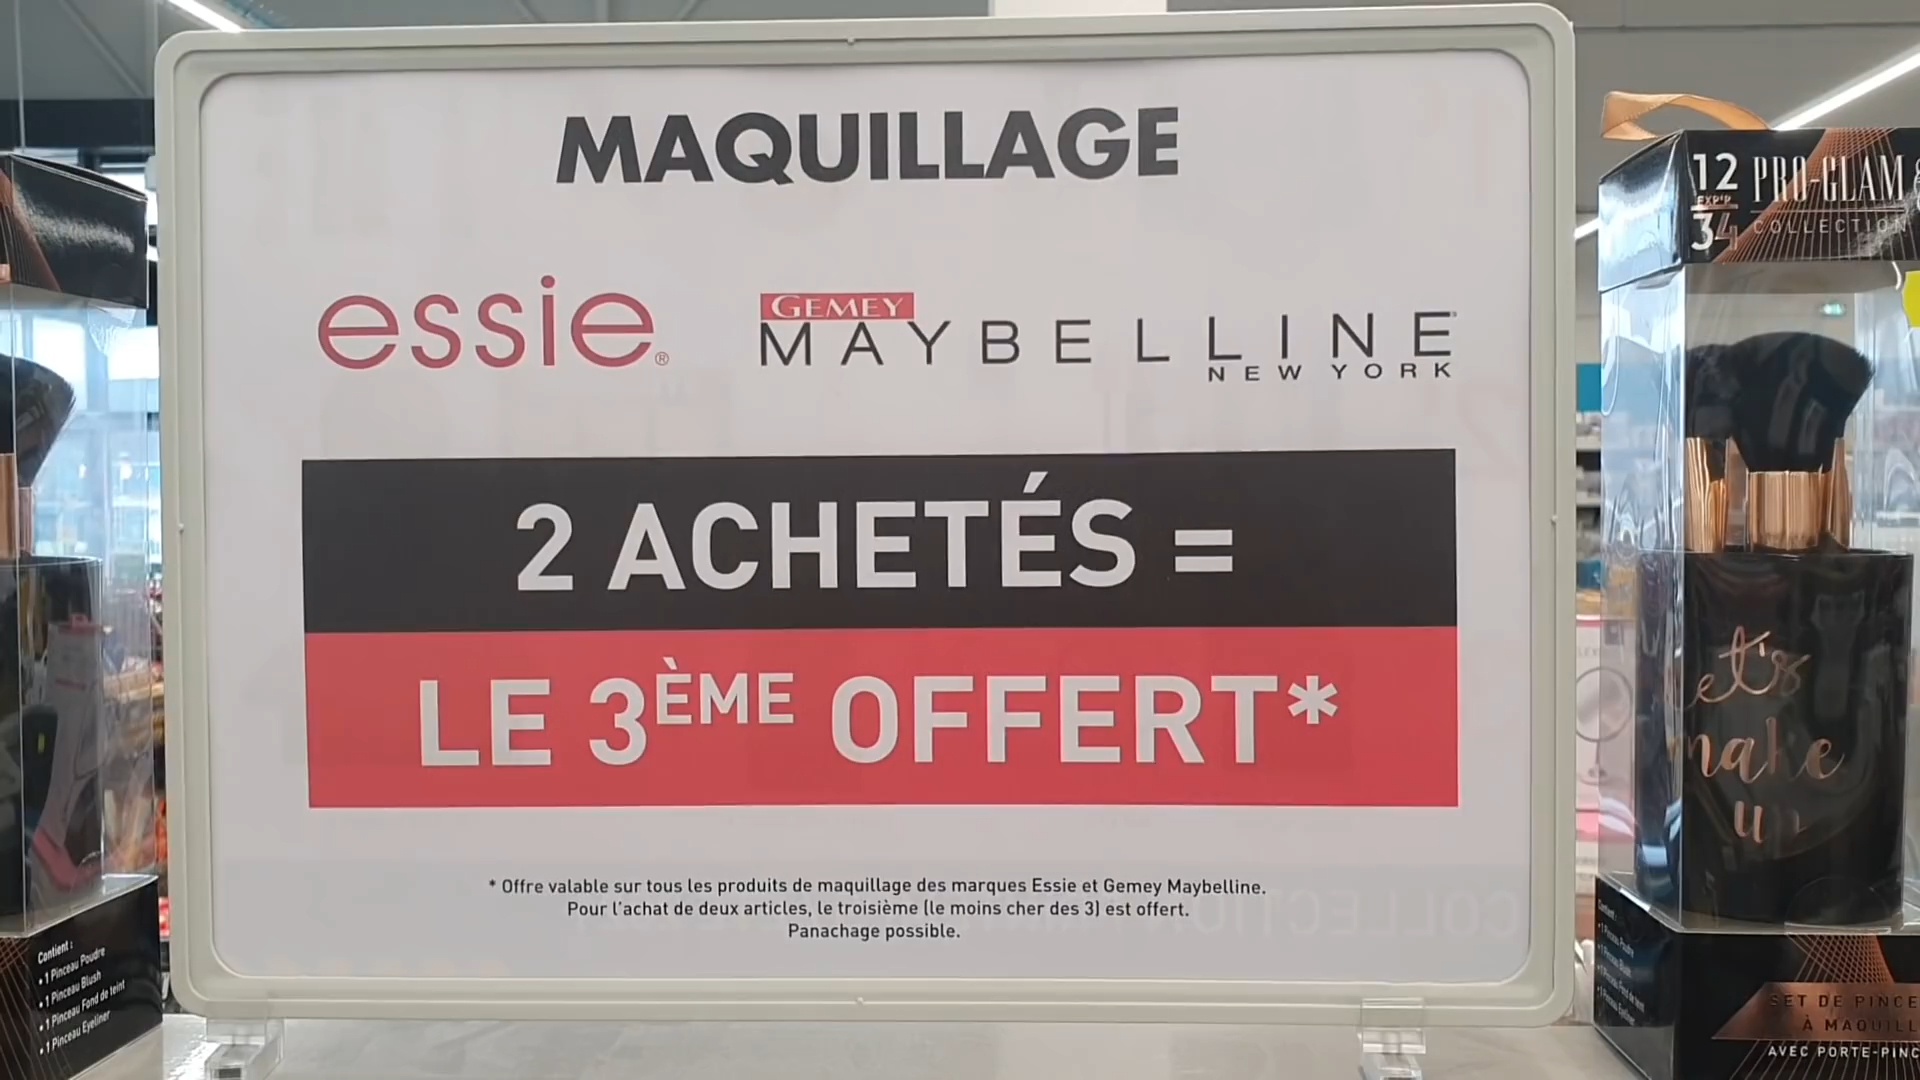 MAQUILLAGE
essie®
GEMEY
MAYBELLINE
NEW YORK
2 ACHETÉS =
LE 3ÈME OFFERT*
* Offre valable sur tous les produits de maquillage des marques Essie et Gemey Maybelline.
Pour l'achat de deux articles, le troisième (le moins cher des 3) est offert.
Panachage possible.
Contient :
• 1 Pinceau Poudre
• 1 Pinceau Blush
• 1 Pinceau Fond de teint
• 1 Pinceau Eyeliner
12
34
PRO-GLAM
COLLECTION
let's
make
up
SET DE PINCE
À MAQUILL
AVEC PORTE-PINC